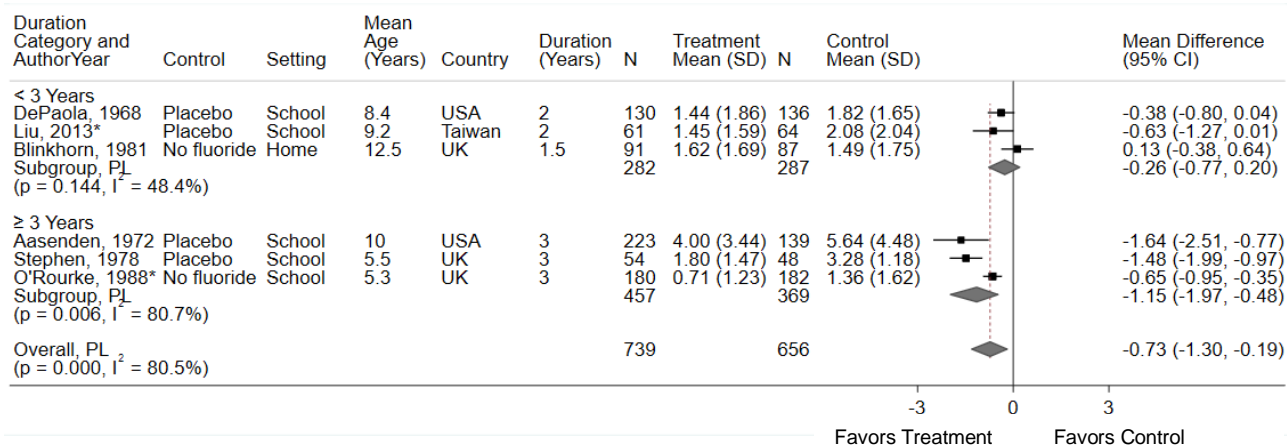 Duration Category and AuthorYear Control Setting Mean Age (Years) Country Duration (Years) N Treatment Mean (SD) N Control Mean (SD) Mean Difference (95% CI)
< 3 Years
DePaola, 1968 Placebo School 8.4 USA 2 130 1.44 (1.86) 136 1.82 (1.65) -0.38 (-0.80, 0.04)
Liu, 2013* Placebo School 9.2 Taiwan 2 61 1.45 (1.59) 64 2.08 (2.04) -0.63 (-1.27, 0.01)
Blinkhorn, 1981 No fluoride Home 12.5 UK 1.5 91 1.62 (1.69) 87 1.49 (1.75) 0.13 (-0.38, 0.64)
Subgroup, PL 282 287 -0.26 (-0.77, 0.20)
(p = 0.144, I² = 48.4%)
≥ 3 Years
Aasenden, 1972 Placebo School 10 USA 3 223 4.00 (3.44) 139 5.64 (4.48) -1.64 (-2.51, -0.77)
Stephen, 1978 Placebo School 5.5 UK 3 54 1.80 (1.47) 48 3.28 (1.18) -1.48 (-1.99, -0.97)
O'Rourke, 1988* No fluoride School 5.3 UK 3 180 0.71 (1.23) 182 1.36 (1.62) -0.65 (-0.95, -0.35)
Subgroup, PL 457 369 -1.15 (-1.97, -0.48)
(p = 0.006, I² = 80.7%)
Overall, PL 739 656 -0.73 (-1.30, -0.19)
(p = 0.000, I² = 80.5%)
-3 0 3
Favors Treatment Favors Control